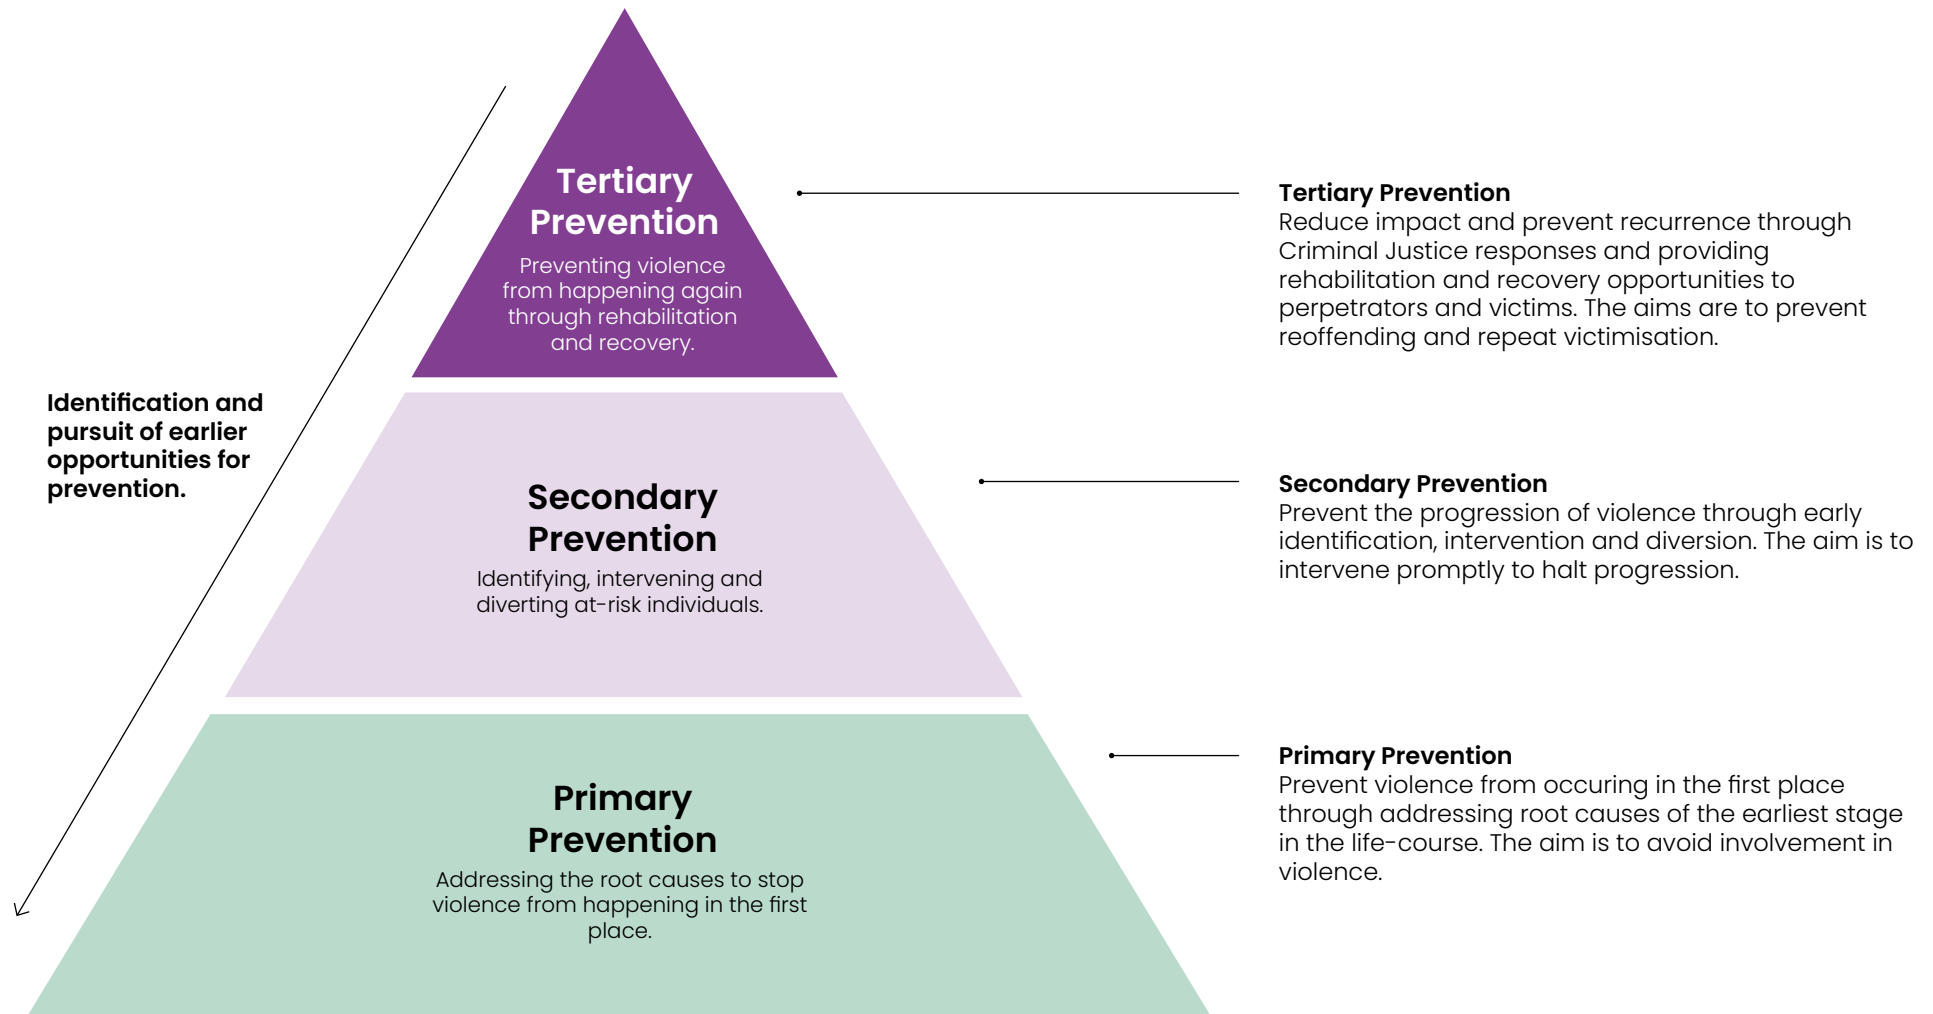 Tertiary
Prevention
Preventing violence
from happening again
through rehabilitation
and recovery.
Tertiary Prevention
Reduce impact and prevent recurrence through
Criminal Justice responses and providing
rehabilitation and recovery opportunities to
perpetrators and victims. The aims are to prevent
reoffending and repeat victimisation.
Identification and
pursuit of earlier
opportunities for
prevention.
Secondary
Prevention
Identifying, intervening and
diverting at-risk individuals.
Secondary Prevention
Prevent the progression of violence through early
identification, intervention and diversion. The aim is to
intervene promptly to halt progression.
Primary
Prevention
Addressing the root causes to stop
violence from happening in the first
place.
Primary Prevention
Prevent violence from occuring in the first place
through addressing root causes of the earliest stage
in the life-course. The aim is to avoid involvement in
violence.